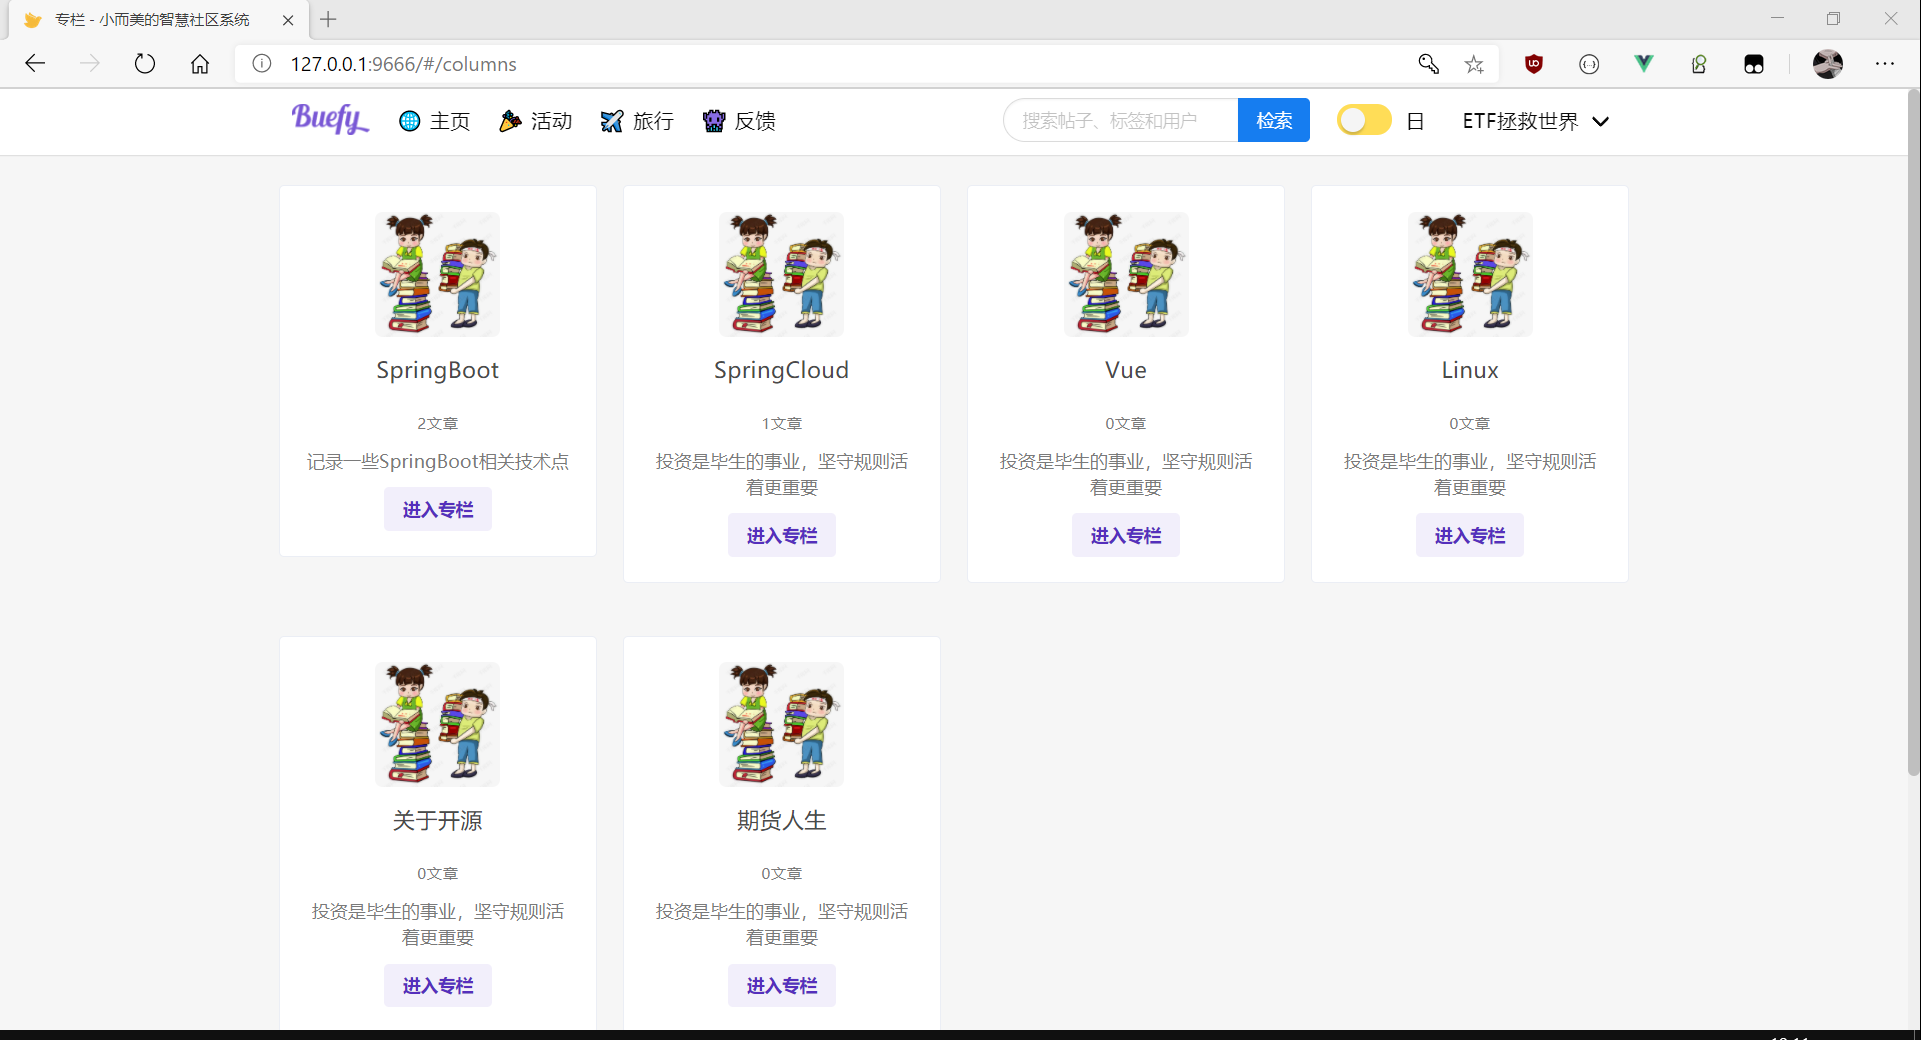 专栏 - 小而美的智慧社区系统
127.0.0.1:9666/#/columns
Buefy 主页 活动 旅行 反馈 搜索帖子、标签和用户 检索 日 ETF拯救世界
SpringBoot
2文章
记录一些SpringBoot相关技术点
进入专栏
SpringCloud
1文章
投资是毕生的事业，坚守规则活
着更重要
进入专栏
Vue
0文章
投资是毕生的事业，坚守规则活
着更重要
进入专栏
Linux
0文章
投资是毕生的事业，坚守规则活
着更重要
进入专栏
关于开源
0文章
投资是毕生的事业，坚守规则活
着更重要
进入专栏
期货人生
0文章
投资是毕生的事业，坚守规则活
着更重要
进入专栏